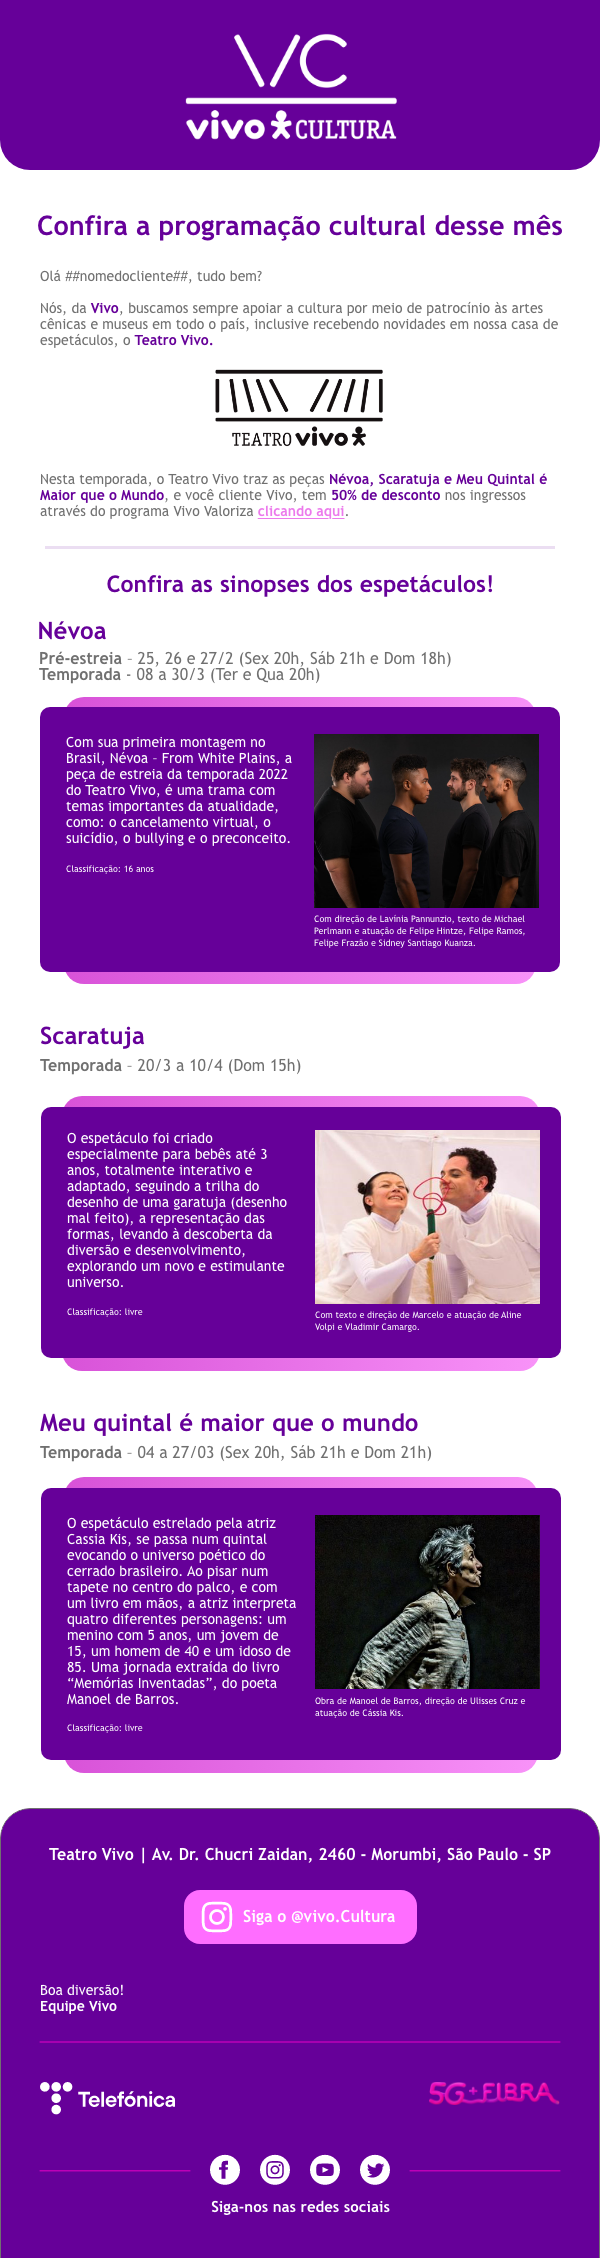 VC
vivo CULTURA
Confira a programação cultural desse mês
Olá ##nomedocliente##, tudo bem?
Nós, da Vivo, buscamos sempre apoiar a cultura por meio de patrocínio às artes
cênicas e museus em todo o país, inclusive recebendo novidades em nossa casa de
espetáculos, o Teatro Vivo.
TEATRO vivo
Nesta temporada, o Teatro Vivo traz as peças Névoa, Scaratuja e Meu Quintal é
Maior que o Mundo, e você cliente Vivo, tem 50% de desconto nos ingressos
através do programa Vivo Valoriza clicando aqui.
Confira as sinopses dos espetáculos!
Névoa
Pré-estreia - 25, 26 e 27/2 (Sex 20h, Sáb 21h e Dom 18h)
Temporada - 08 a 30/3 (Ter e Qua 20h)
Com sua primeira montagem no
Brasil, Névoa - From White Plains, a
peça de estreia da temporada 2022
do Teatro Vivo, é uma trama com
temas importantes da atualidade,
como: o cancelamento virtual, o
suicídio, o bullying e o preconceito.
Classificação: 16 anos
Com direção de Lavínia Pannunzio, texto de Michael
Perlmann e atuação de Felipe Hintze, Felipe Ramos,
Felipe Frazão e Sidney Santiago Kuanza.
Scaratuja
Temporada - 20/3 a 10/4 (Dom 15h)
O espetáculo foi criado
especialmente para bebês até 3
anos, totalmente interativo e
adaptado, seguindo a trilha do
desenho de uma garatuja (desenho
mal feito), a representação das
formas, levando à descoberta da
diversão e desenvolvimento,
explorando um novo e estimulante
universo.
Classificação: livre
Com texto e direção de Marcelo e atuação de Aline
Volpi e Vladimir Camargo.
Meu quintal é maior que o mundo
Temporada - 04 a 27/03 (Sex 20h, Sáb 21h e Dom 21h)
O espetáculo estrelado pela atriz
Cassia Kis, se passa num quintal
evocando o universo poético do
cerrado brasileiro. Ao pisar num
tapete no centro do palco, e com
um livro em mãos, a atriz interpreta
quatro diferentes personagens: um
menino com 5 anos, um jovem de
15, um homem de 40 e um idoso de
85. Uma jornada extraída do livro
“Memórias Inventadas”, do poeta
Manoel de Barros.
Classificação: livre
Obra de Manoel de Barros, direção de Ulisses Cruz e
atuação de Cássia Kis.
Teatro Vivo | Av. Dr. Chucri Zaidan, 2460 - Morumbi, São Paulo - SP
Siga o @vivo.Cultura
Boa diversão!
Equipe Vivo
Telefónica
5G+FIBRA
Siga-nos nas redes sociais